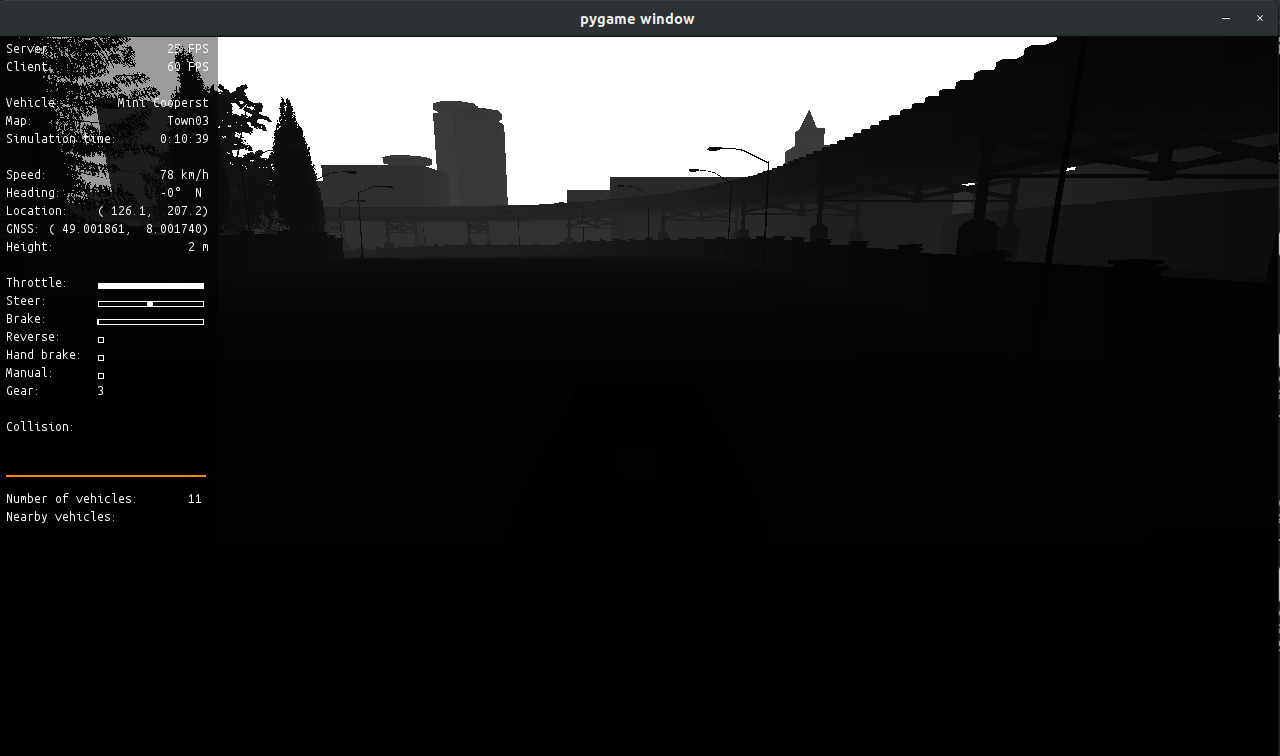 pygame window
Server: 25 FPS
Client: 60 FPS
Vehicle: Mini Cooperst
Map: Town03
Simulation time: 0:10:39
Speed: 78 km/h
Heading: -0° N
Location: ( 126.1, 207.2)
GNSS: ( 49.001861, 8.001740)
Height: 2 m
Throttle:
Steer:
Brake:
Reverse:
Hand brake:
Manual:
Gear: 3
Collision:
Number of vehicles: 11
Nearby vehicles: